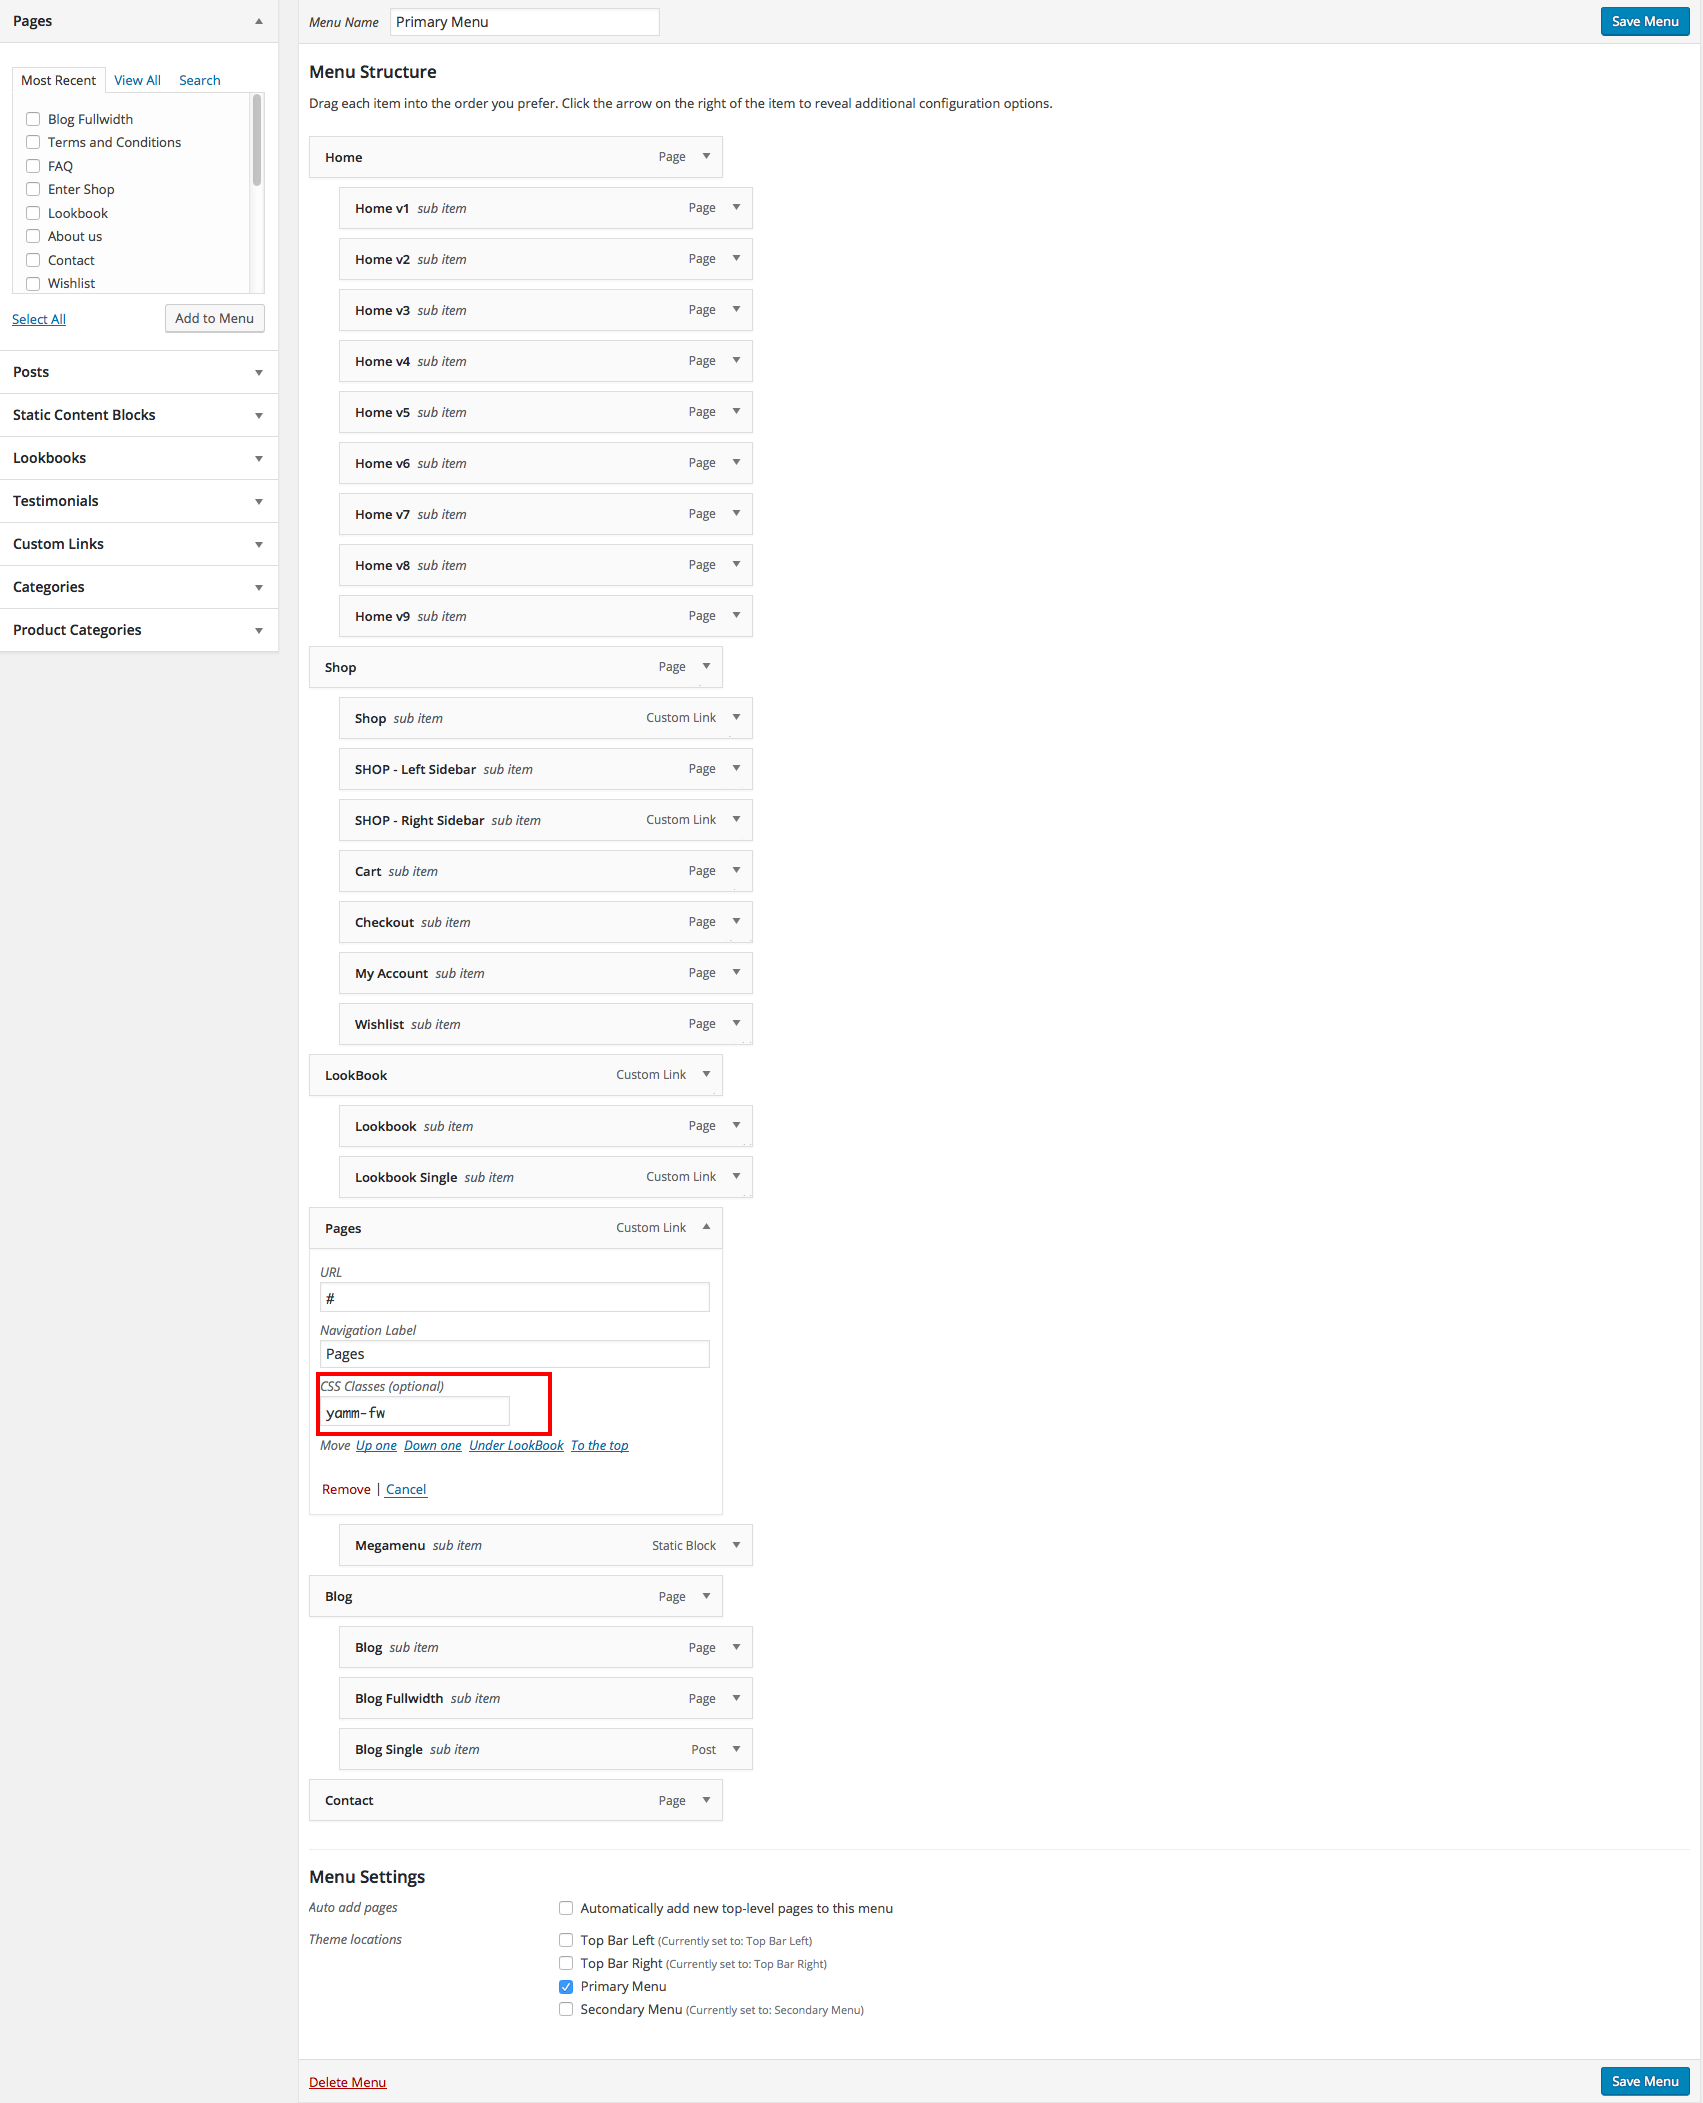 Pages
Most Recent View All Search
Blog Fullwidth
Terms and Conditions
FAQ
Enter Shop
Lookbook
About us
Contact
Wishlist
Select All Add to Menu
Posts
Static Content Blocks
Lookbooks
Testimonials
Custom Links
Categories
Product Categories
Menu Name Primary Menu Save Menu
Menu Structure
Drag each item into the order you prefer. Click the arrow on the right of the item to reveal additional configuration options.
Home Page
Home v1 sub item Page
Home v2 sub item Page
Home v3 sub item Page
Home v4 sub item Page
Home v5 sub item Page
Home v6 sub item Page
Home v7 sub item Page
Home v8 sub item Page
Home v9 sub item Page
Shop Page
Shop sub item Custom Link
SHOP - Left Sidebar sub item Page
SHOP - Right Sidebar sub item Custom Link
Cart sub item Page
Checkout sub item Page
My Account sub item Page
Wishlist sub item Page
LookBook Custom Link
Lookbook sub item Page
Lookbook Single sub item Custom Link
Pages Custom Link
URL
#
Navigation Label
Pages
CSS Classes (optional)
yamm-fw
Move Up one Down one Under LookBook To the top
Remove | Cancel
Megamenu sub item Static Block
Blog Page
Blog sub item Page
Blog Fullwidth sub item Page
Blog Single sub item Post
Contact Page
Menu Settings
Auto add pages Automatically add new top-level pages to this menu
Theme locations Top Bar Left (Currently set to: Top Bar Left)
Top Bar Right (Currently set to: Top Bar Right)
Primary Menu
Secondary Menu (Currently set to: Secondary Menu)
Delete Menu Save Menu